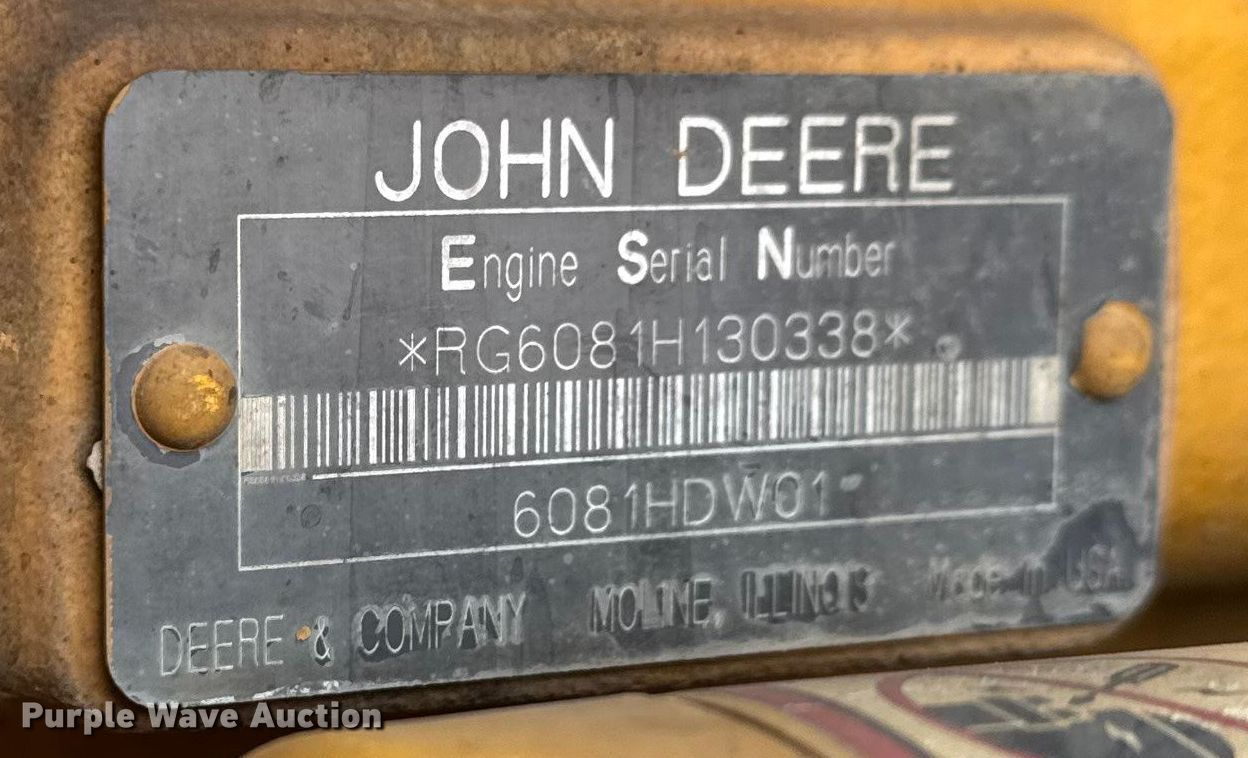 JOHN DEERE
Engine Serial Number
*RG6081H130338*
6081HDW01
DEERE & COMPANY MOLINE, ILLINOIS Made in USA
Purple Wave Auction